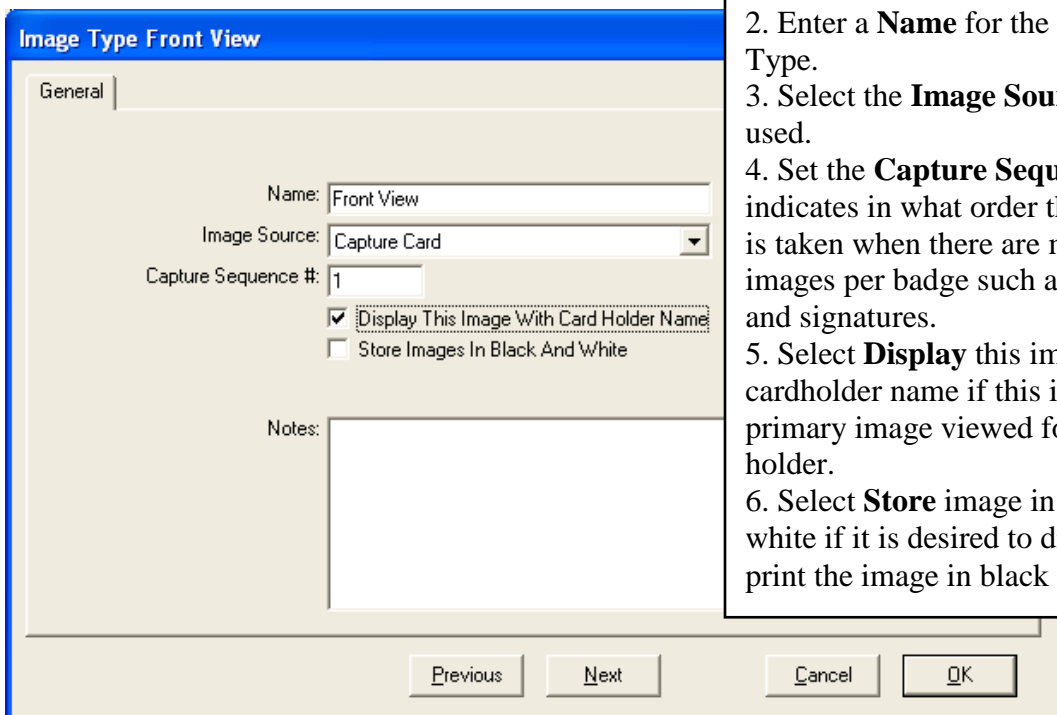 Image Type Front View
General
Name: Front View
Image Source: Capture Card
Capture Sequence #: 1
Display This Image With Card Holder Name
Store Images In Black And White
Notes:
Previous Next Cancel OK
2. Enter a Name for the
Type.
3. Select the Image
used.
4. Set the Capture
indicates in what order
is taken when there are
images per badge such
and signatures.
5. Select Display this
cardholder name if this
primary image viewed
holder.
6. Select Store image in
white if it is desired to
print the image in black